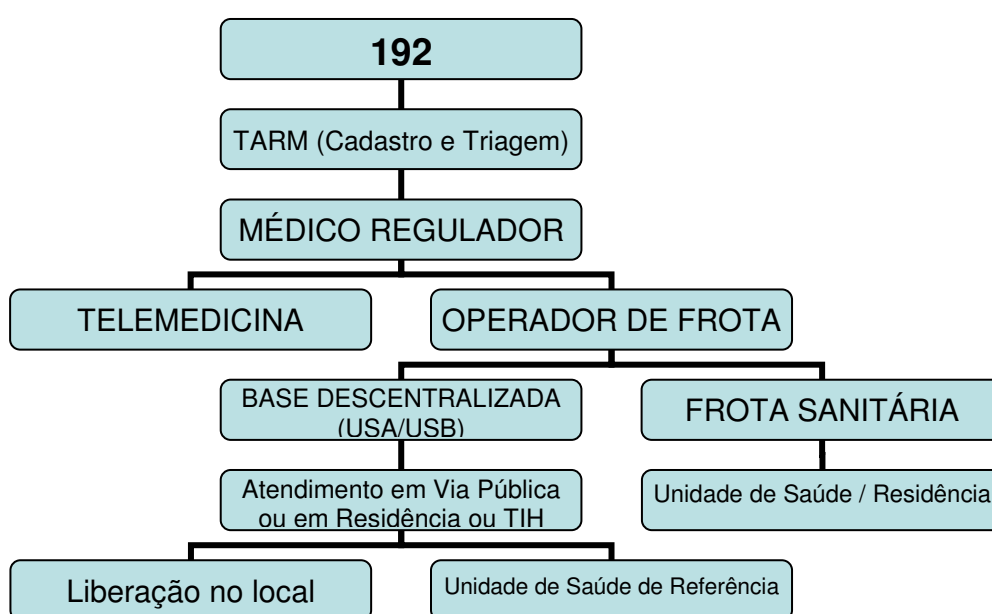 192
TARM (Cadastro e Triagem)
MÉDICO REGULADOR
TELEMEDICINA
OPERADOR DE FROTA
BASE DESCENTRALIZADA
(USA/USB)
FROTA SANITÁRIA
Atendimento em Via Pública
ou em Residência ou TIH
Unidade de Saúde / Residência
Liberação no local
Unidade de Saúde de Referência